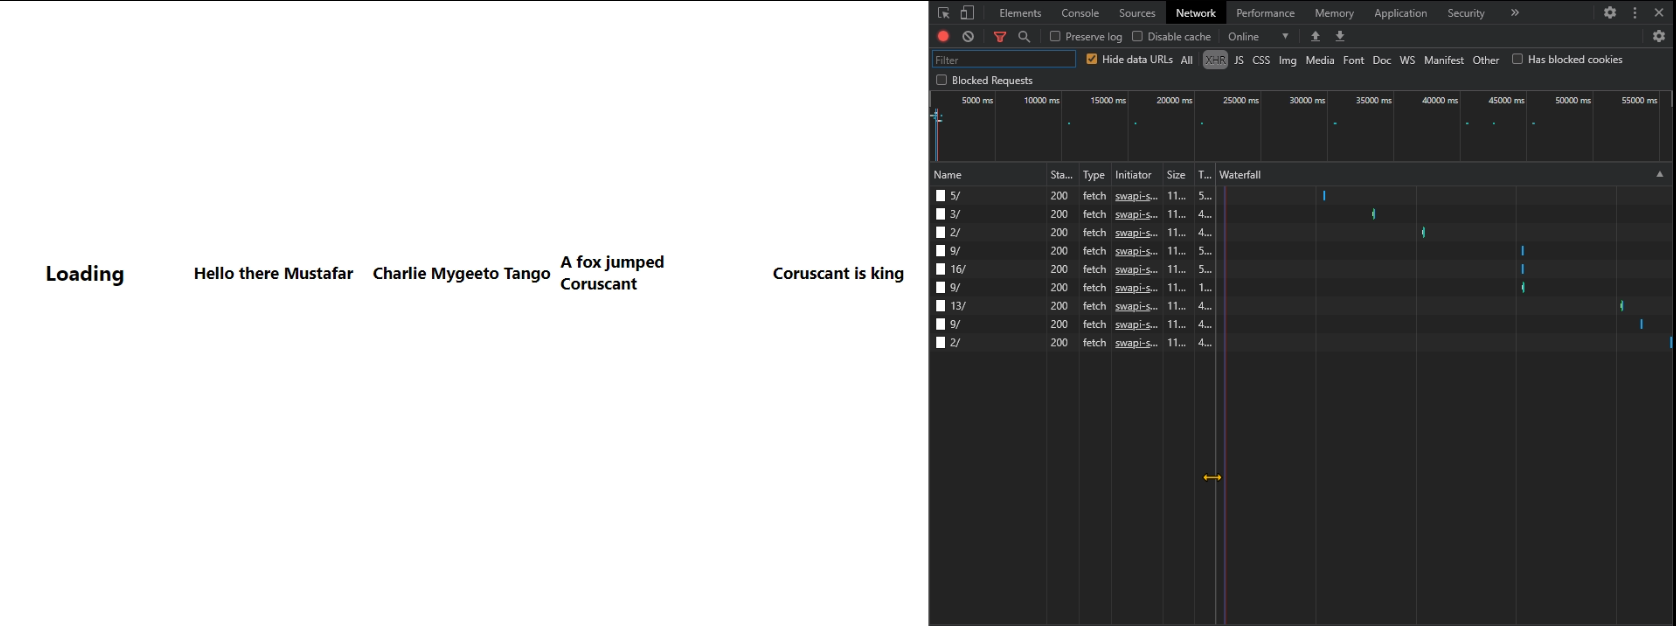 Loading
Hello there Mustafar
Charlie Mygeeto Tango
A fox jumped
Coruscant
Coruscant is king
Elements Console Sources Network Performance Memory Application Security »
Preserve log Disable cache Online
Filter Hide data URLs All XHR JS CSS Img Media Font Doc WS Manifest Other Has blocked cookies
Blocked Requests
5000 ms 10000 ms 15000 ms 20000 ms 25000 ms 30000 ms 35000 ms 40000 ms 45000 ms 50000 ms 55000 ms
Name Sta... Type Initiator Size T... Waterfall
5/ 200 fetch swapi-s... 11... 5...
3/ 200 fetch swapi-s... 11... 4...
2/ 200 fetch swapi-s... 11... 4...
9/ 200 fetch swapi-s... 11... 5...
16/ 200 fetch swapi-s... 11... 5...
9/ 200 fetch swapi-s... 11... 1...
13/ 200 fetch swapi-s... 11... 4...
9/ 200 fetch swapi-s... 11... 4...
2/ 200 fetch swapi-s... 11... 4...